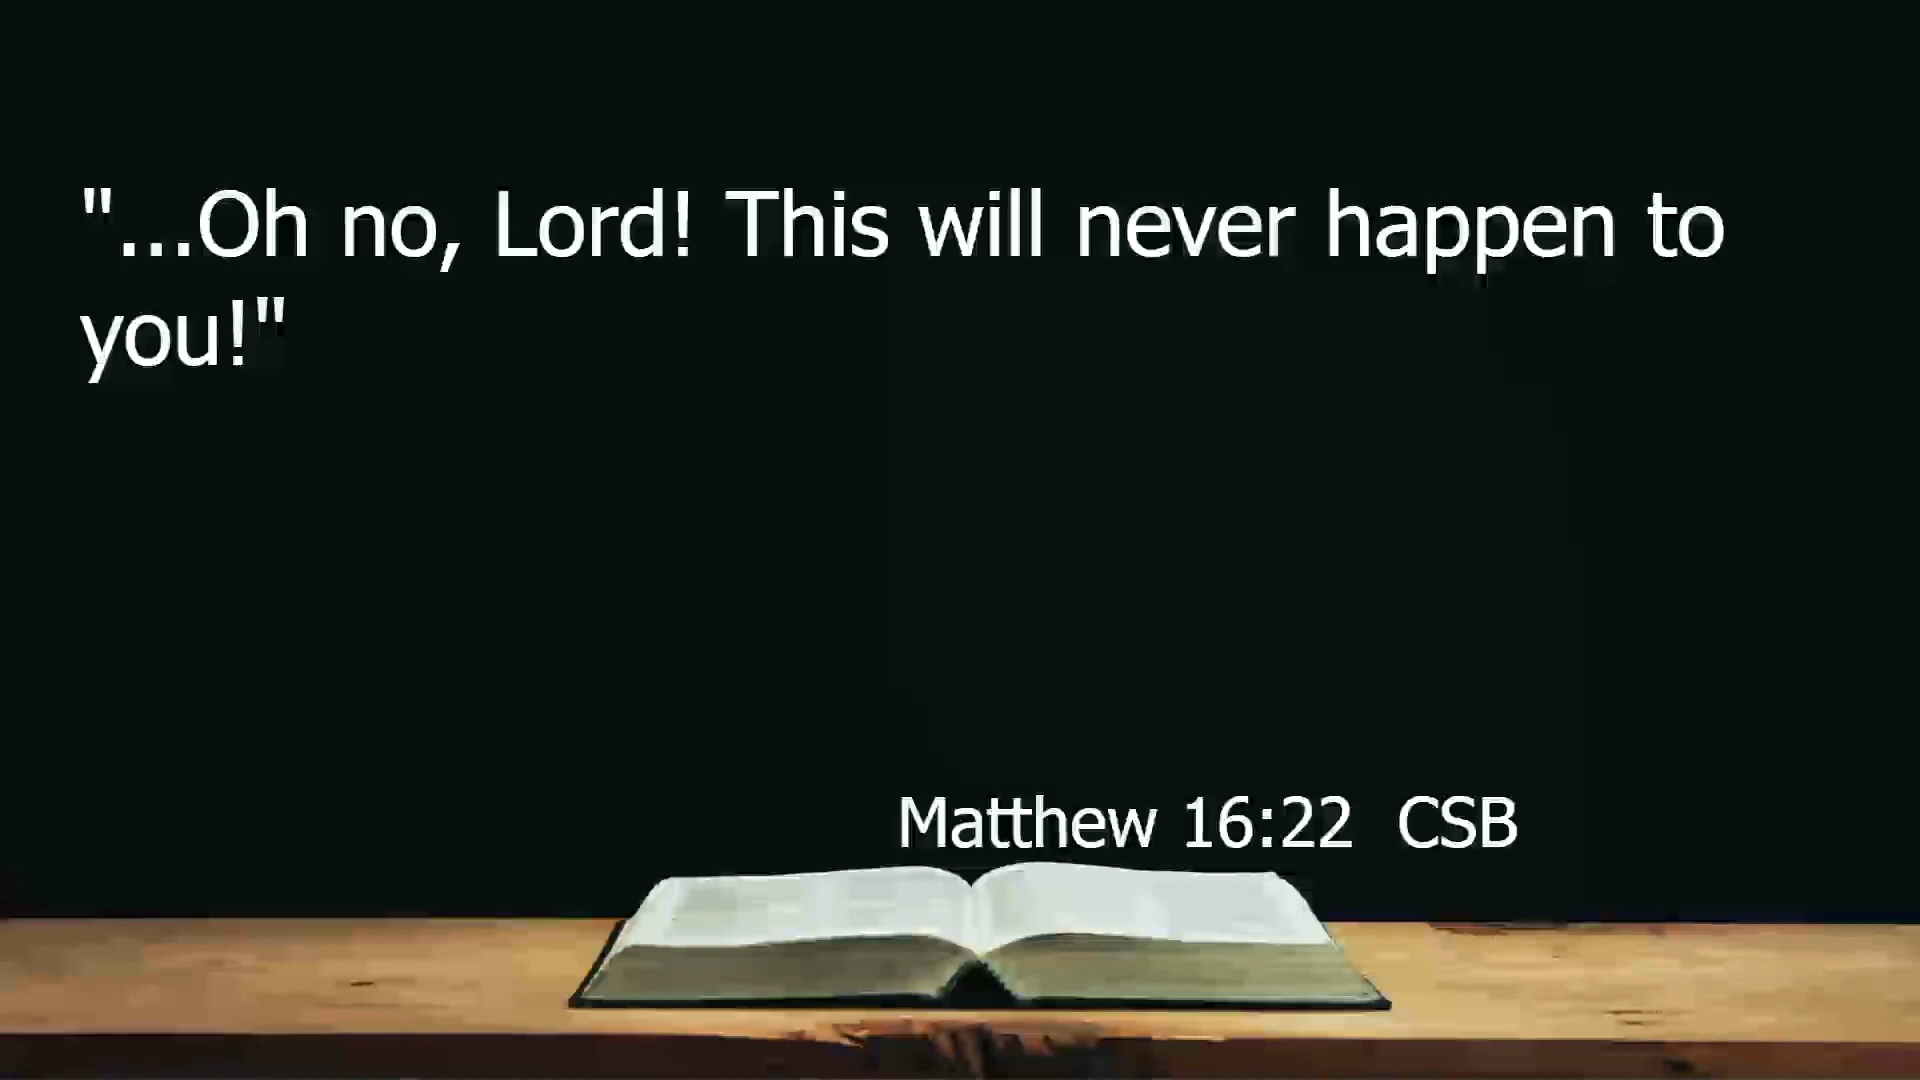 "...Oh no, Lord! This will never happen to
you!"
Matthew 16:22 CSB